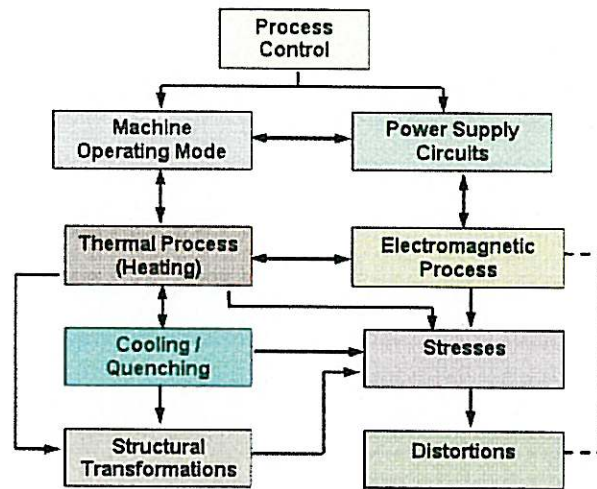 Process
Control
Machine
Operating Mode
Power Supply
Circuits
Thermal Process
(Heating)
Electromagnetic
Process
Cooling /
Quenching
Stresses
Structural
Transformations
Distortions